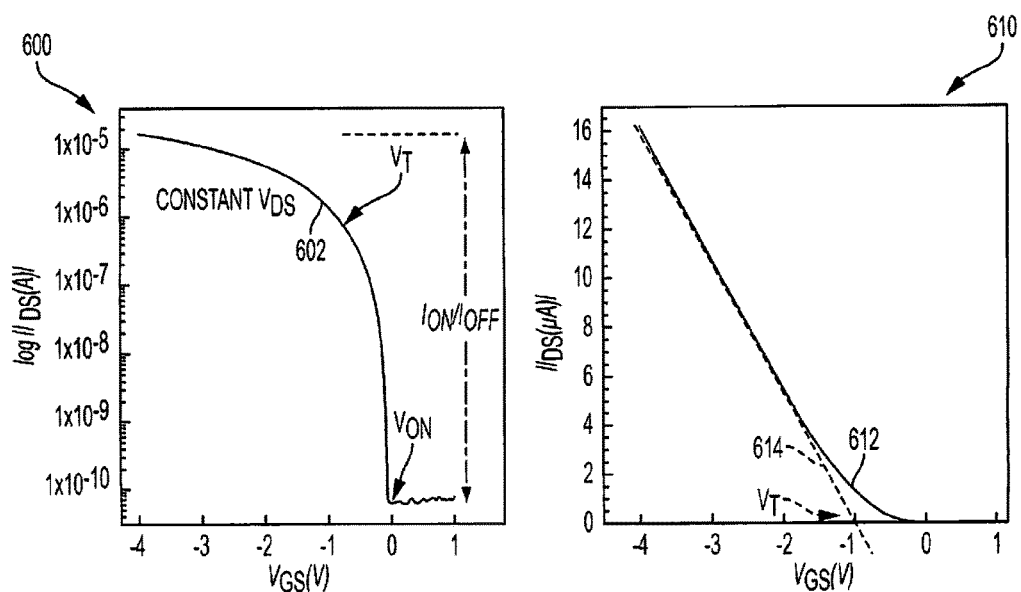 600
log |I DS(A)|
1x10-5
1x10-6
1x10-7
1x10-8
1x10-9
1x10-10
VT
CONSTANT VDS
602
ION/IOFF
VON
-4 -3 -2 -1 0 1
VGS(V)
610
|IDS(μA)|
16
14
12
10
8
6
4
2
0
614
612
VT
-4 -3 -2 -1 0 1
VGS(V)